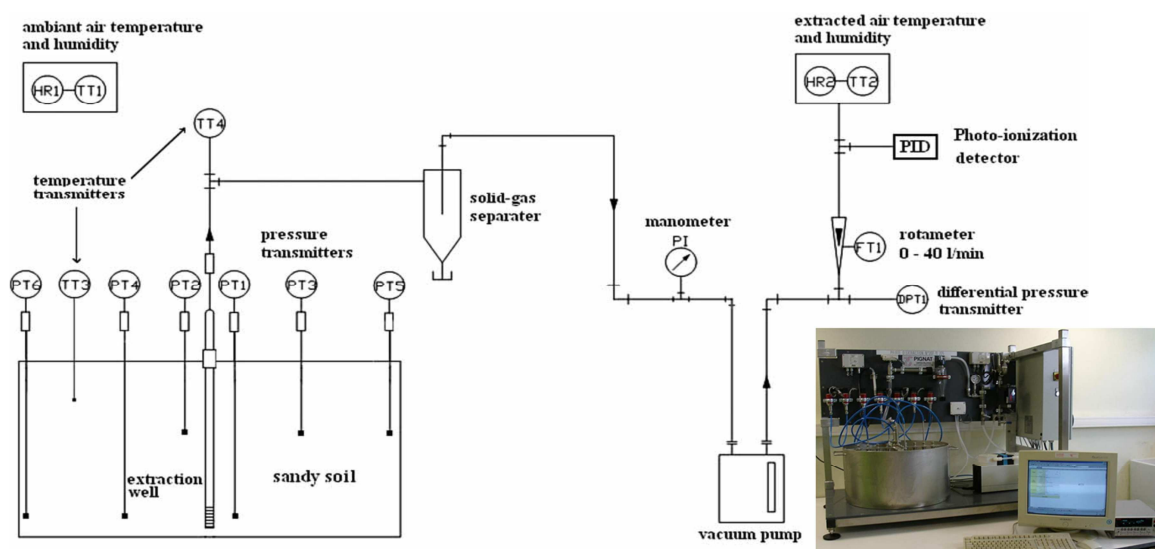 ambiant air temperature
and humidity
HR1
TT1
extracted air temperature
and humidity
HR2
TT2
TT4
PID
Photo-ionization
detector
temperature
transmitters
solid-gas
separater
manometer
PI
rotameter
0 - 40 l/min
FT1
pressure
transmitters
PT6
TT3
PT4
PT2
PT1
PT3
PT5
DPT1
differential pressure
transmitter
PIGNAT
extraction
well
sandy soil
vacuum pump